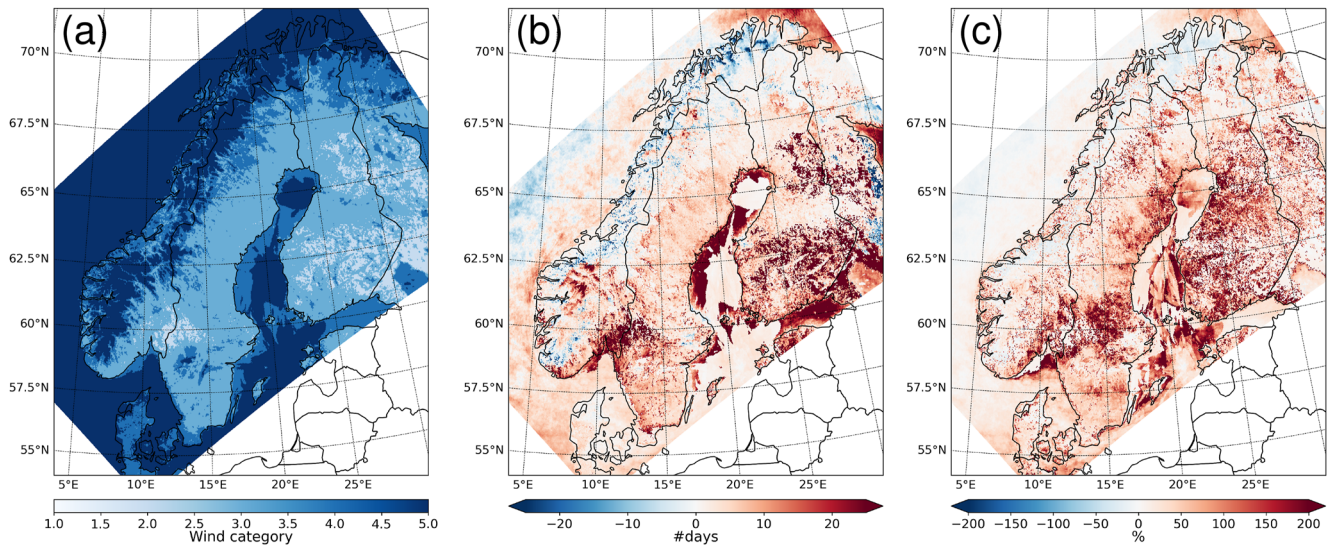 (a) (b) (c)
70°N 70°N 70°N
67.5°N 67.5°N 67.5°N
65°N 65°N 65°N
62.5°N 62.5°N 62.5°N
60°N 60°N 60°N
57.5°N 57.5°N 57.5°N
55°N 55°N 55°N
5°E 10°E 15°E 20°E 25°E 5°E 10°E 15°E 20°E 25°E 5°E 10°E 15°E 20°E 25°E
1.0 1.5 2.0 2.5 3.0 3.5 4.0 4.5 5.0 −20 −10 0 10 20 −200 −150 −100 −50 0 50 100 150 200
Wind category #days %